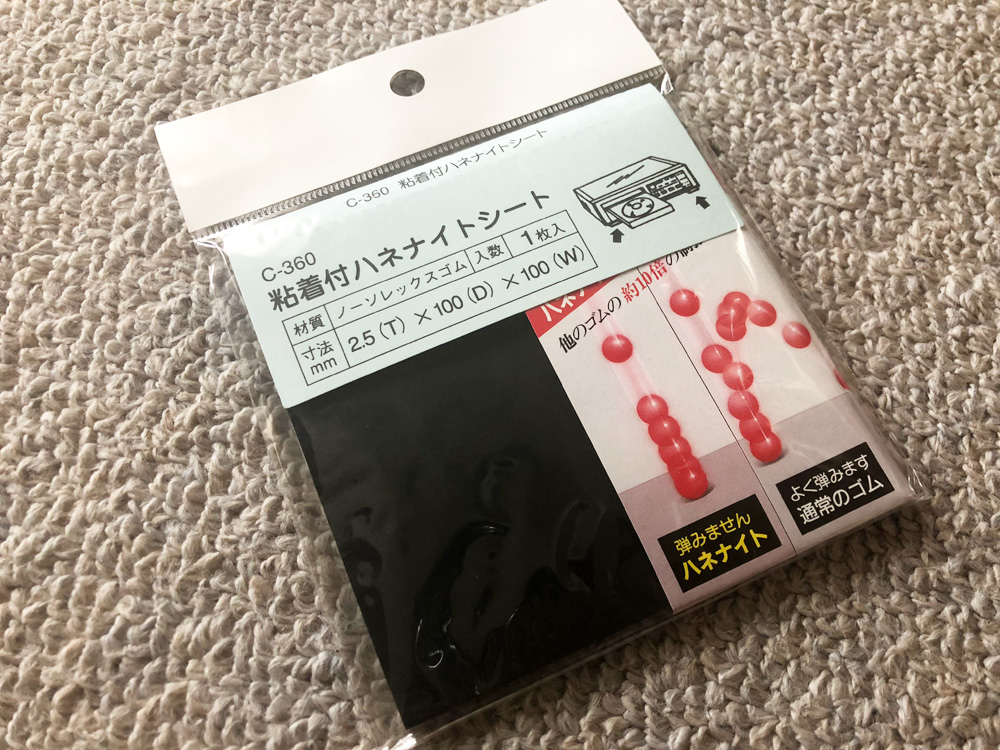 C-360 粘着付ハネナイトシート
C-360
粘着付ハネナイトシート
材質 ノーソレックスゴム 入数 1枚入
寸法mm 2.5(T) × 100(D) × 100(W)
他のゴムの約10倍の
弾みません
ハネナイト
よく弾みます
通常のゴム